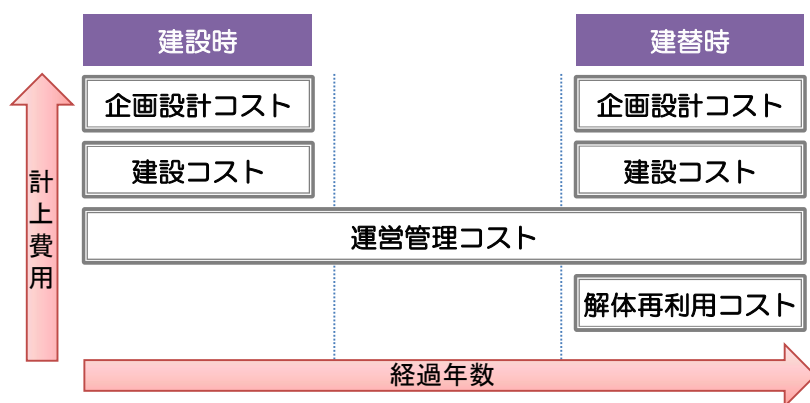 建設時
建替時
企画設計コスト
企画設計コスト
建設コスト
建設コスト
運営管理コスト
解体再利用コスト
計上費用
経過年数